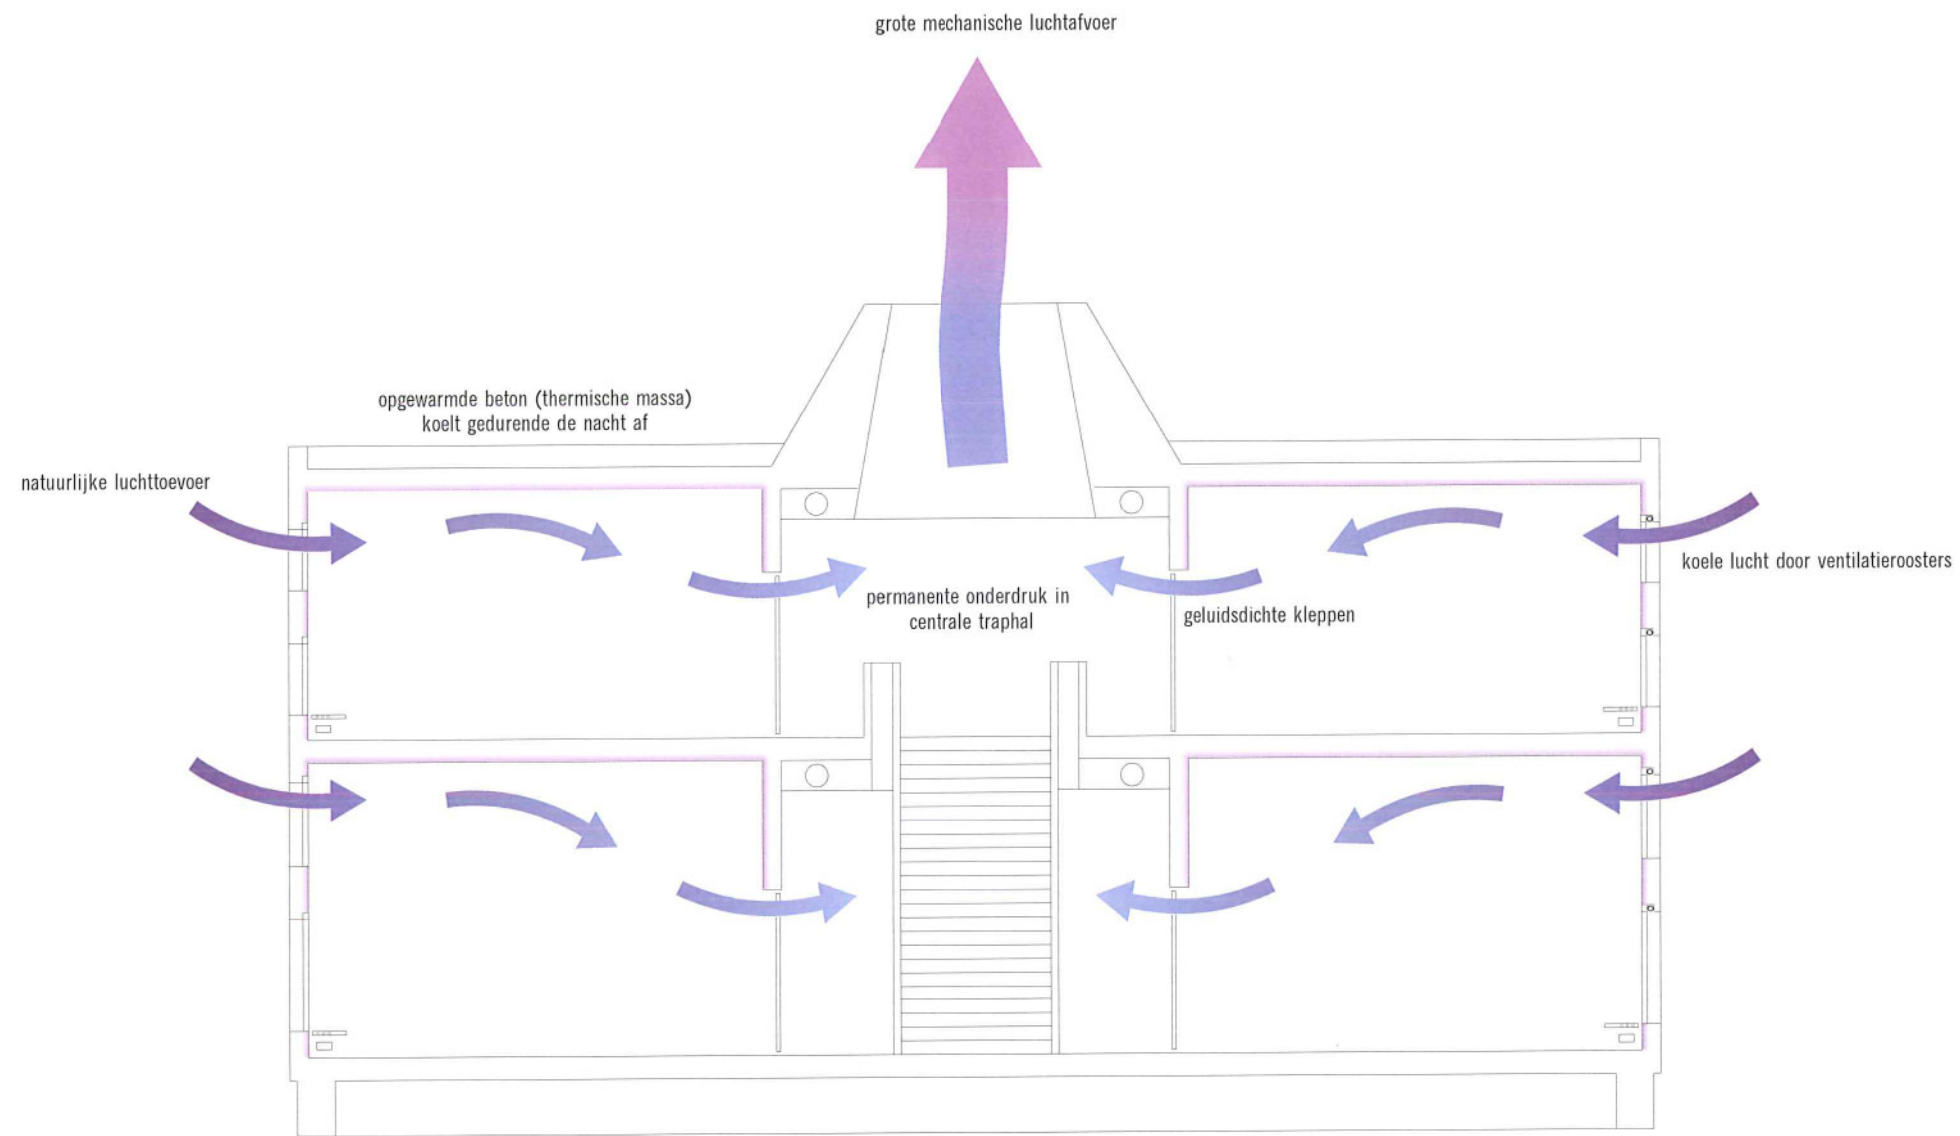 grote mechanische luchtafvoer
opgewarmde beton (thermische massa)
koelt gedurende de nacht af
natuurlijke luchttoevoer
koele lucht door ventilatieroosters
permanente onderdruk in
centrale traphal
geluidsdichte kleppen